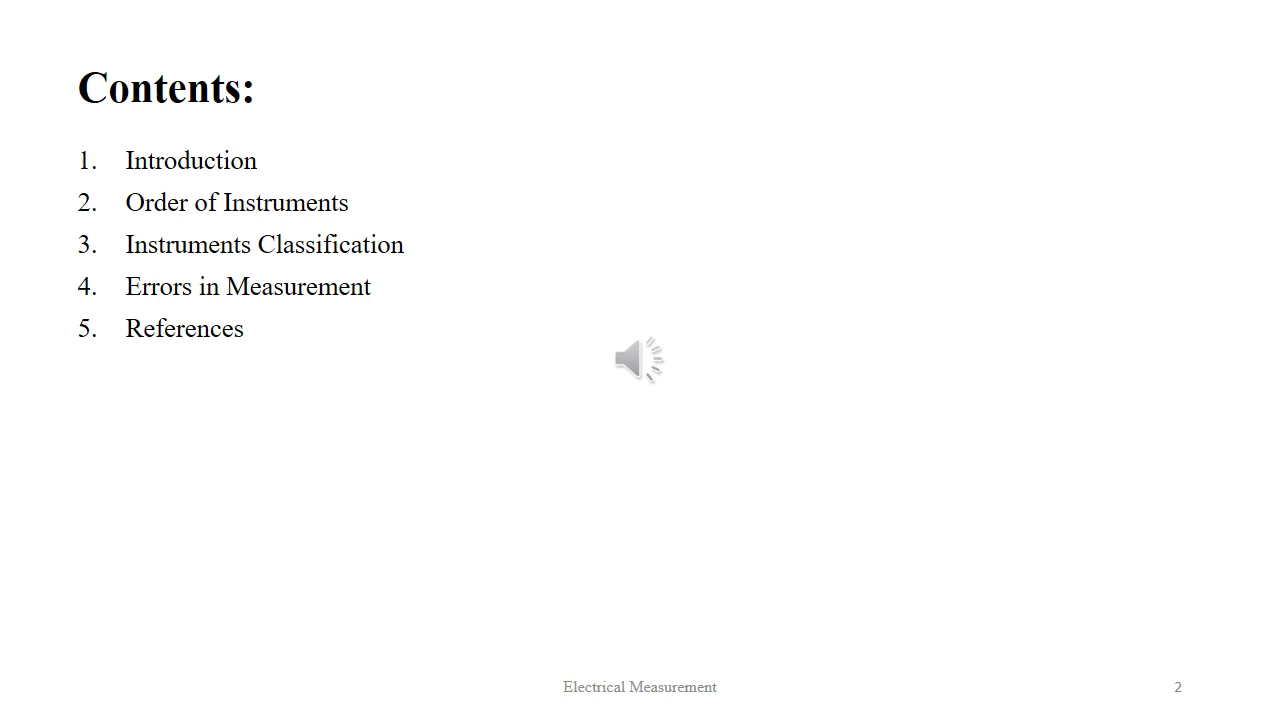 Contents:
1. Introduction
2. Order of Instruments
3. Instruments Classification
4. Errors in Measurement
5. References
Electrical Measurement
2